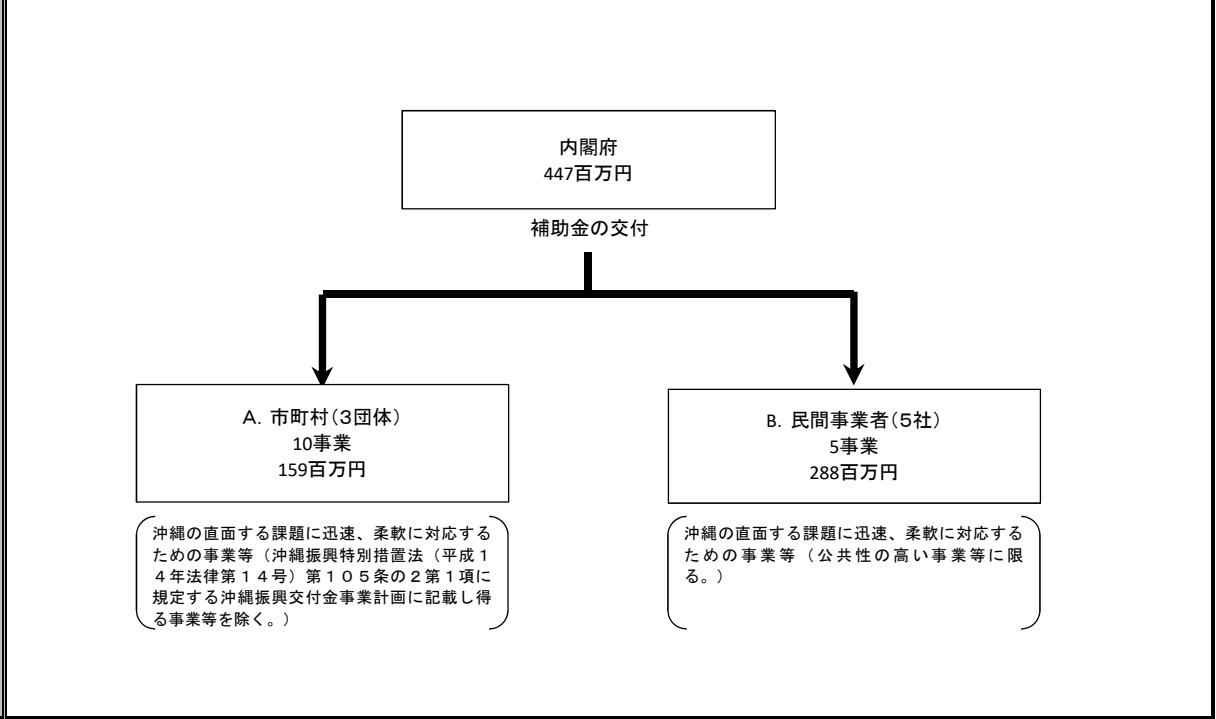 内閣府
447百万円
補助金の交付
A．市町村（３団体）
10事業
159百万円
沖縄の直面する課題に迅速、柔軟に対応する
ための事業等（沖縄振興特別措置法（平成１
４年法律第１４号）第１０５条の２第１項に
規定する沖縄振興交付金事業計画に記載し得
る事業等を除く。）
B．民間事業者（５社）
5事業
288百万円
沖縄の直面する課題に迅速、柔軟に対応する
ための事業等（公共性の高い事業等に限
る。）